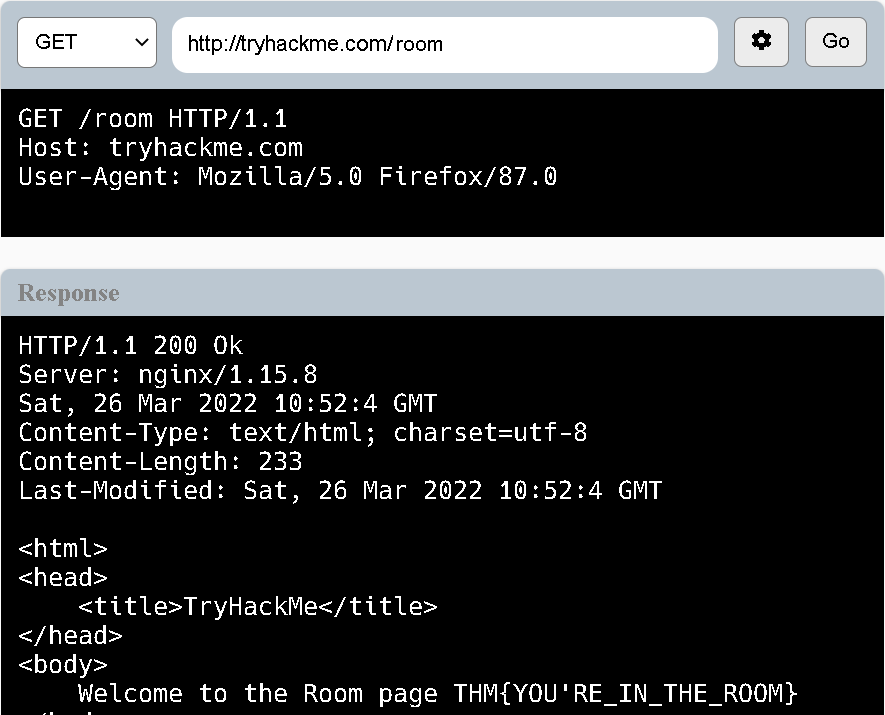 GET http://tryhackme.com/room Go
GET /room HTTP/1.1
Host: tryhackme.com
User-Agent: Mozilla/5.0 Firefox/87.0
Response
HTTP/1.1 200 Ok
Server: nginx/1.15.8
Sat, 26 Mar 2022 10:52:4 GMT
Content-Type: text/html; charset=utf-8
Content-Length: 233
Last-Modified: Sat, 26 Mar 2022 10:52:4 GMT
<html>
<head>
    <title>TryHackMe</title>
</head>
<body>
    Welcome to the Room page THM{YOU'RE_IN_THE_ROOM}